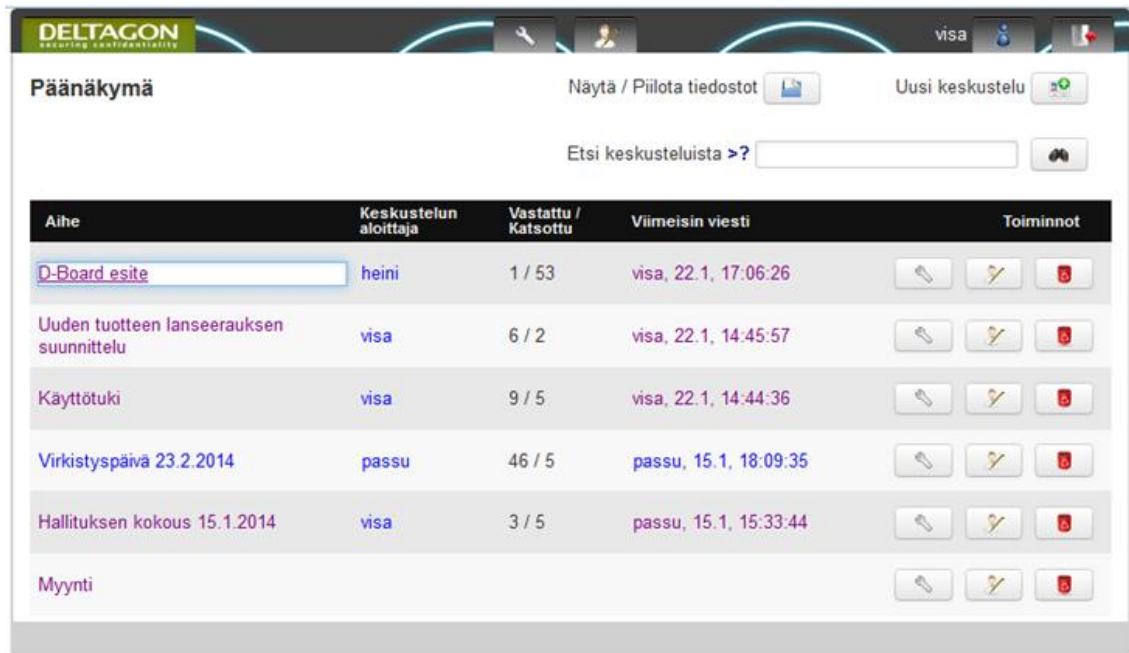 DELTAGON
securing confidentiality
visa
Päänäkymä
Näytä / Piilota tiedostot
Uusi keskustelu
Etsi keskusteluista >?
Aihe
Keskustelun
aloittaja
Vastattu /
Katsottu
Viimeisin viesti
Toiminnot
D-Board esite
heini
1 / 53
visa, 22.1, 17:06:26
Uuden tuotteen lanseerauksen
suunnittelu
visa
6 / 2
visa, 22.1, 14:45:57
Käyttötuki
visa
9 / 5
visa, 22.1, 14:44:36
Virkistyspäivä 23.2.2014
passu
46 / 5
passu, 15.1, 18:09:35
Hallituksen kokous 15.1.2014
visa
3 / 5
passu, 15.1, 15:33:44
Myynti